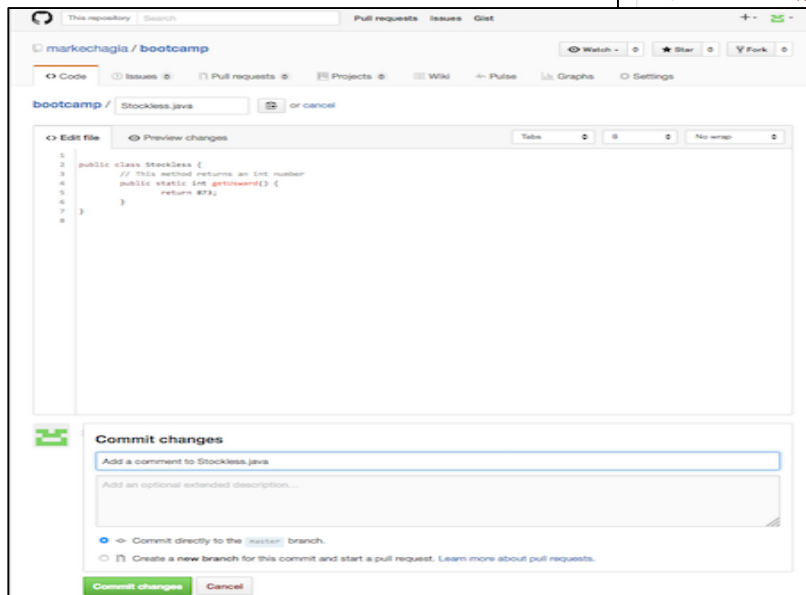 This repository Search Pull requests Issues Gist
markechagia / bootcamp Watch 0 Star 0 Fork 0
Code Issues 0 Pull requests 0 Projects 0 Wiki Pulse Graphs Settings
bootcamp / Stockless.java or cancel
Edit file Preview changes Tabs 8 No wrap
1
2 public class Stockless {
3 // This method returns an int number
4 public static int getUsward() {
5 return 873;
6 }
7 }
8
Commit changes
Add a comment to Stockless.java
Add an optional extended description...
Commit directly to the master branch.
Create a new branch for this commit and start a pull request. Learn more about pull requests.
Commit changes Cancel